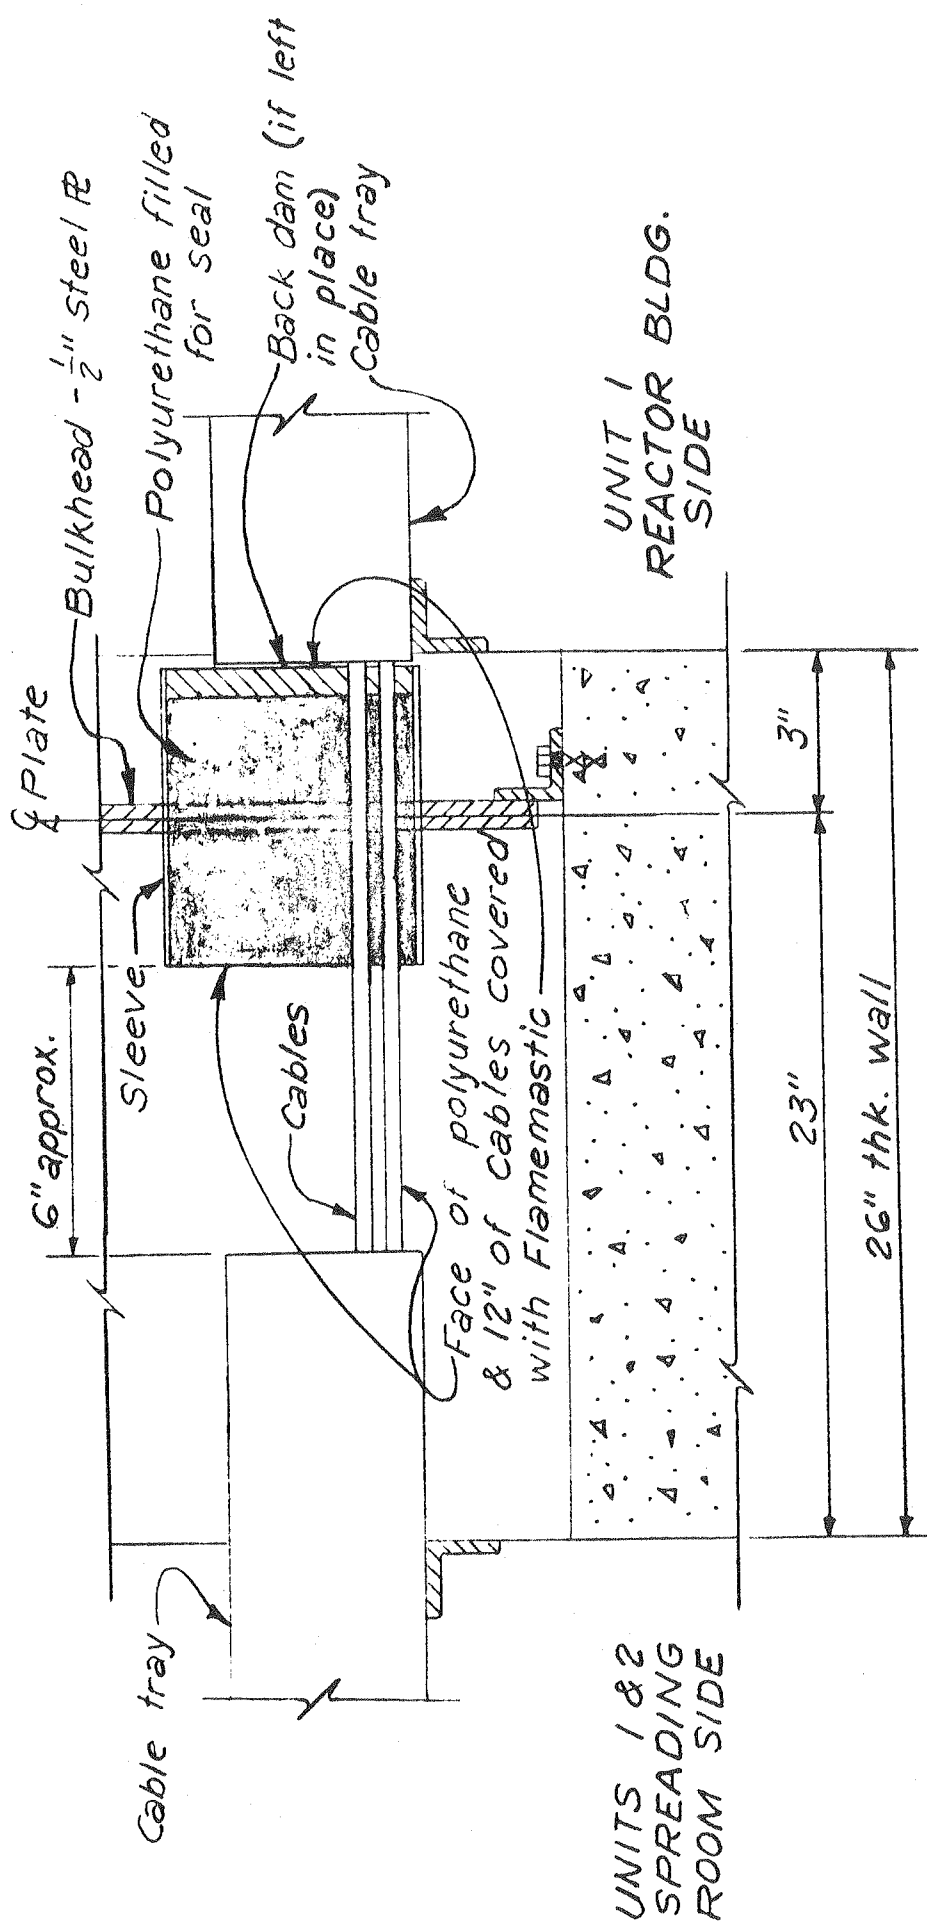 ℄ Plate
Bulkhead - 1/2" steel ℞
Polyurethane filled
for seal
Back dam (if left
in place)
Cable tray
Sleeve
6" approx.
Cables
Cable tray
Face of polyurethane
& 12" of cables covered
with Flamemastic
UNITS 1 & 2
SPREADING
ROOM SIDE
UNIT 1
REACTOR BLDG.
SIDE
3"
23"
26" thk. wall